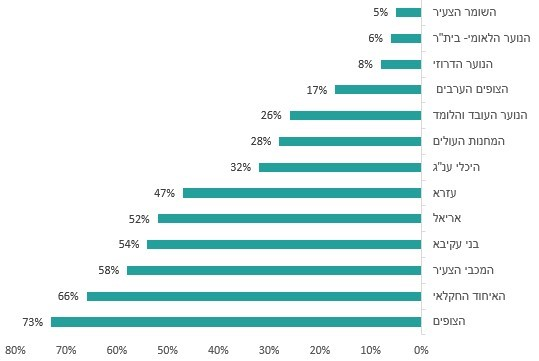 השומר הצעיר 5%
הנוער הלאומי- בית"ר 6%
הנוער הדרוזי 8%
הצופים הערבים 17%
הנוער העובד והלומד 26%
המחנות העולים 28%
היכלי ענ"ג 32%
עזרא 47%
אריאל 52%
בני עקיבא 54%
המכבי הצעיר 58%
האיחוד החקלאי 66%
הצופים 73%
80% 70% 60% 50% 40% 30% 20% 10% 0%